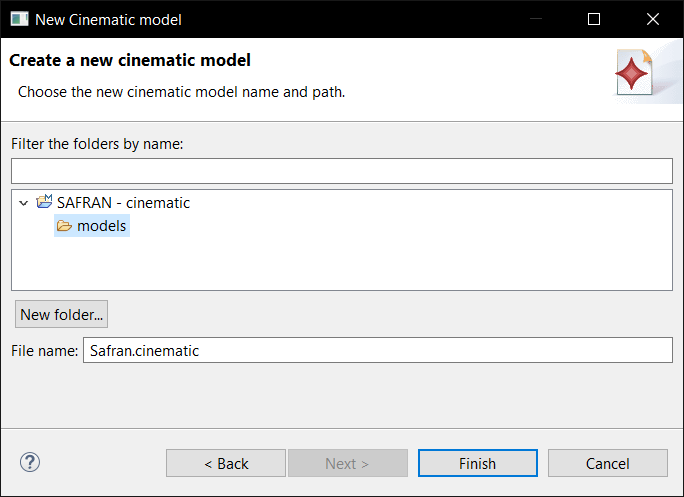 New Cinematic model
Create a new cinematic model
Choose the new cinematic model name and path.
Filter the folders by name:
SAFRAN - cinematic
models
New folder...
File name: Safran.cinematic
? < Back Next > Finish Cancel